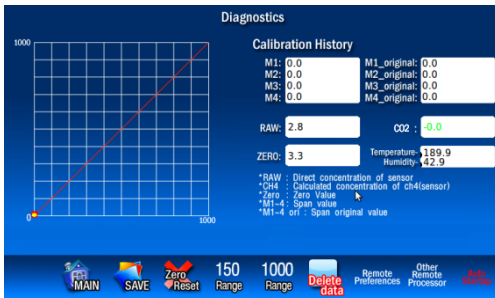 Diagnostics
Calibration History
1000
M1: 0.0 M1_original: 0.0
M2: 0.0 M2_original: 0.0
M3: 0.0 M3_original: 0.0
M4: 0.0 M4_original: 0.0
RAW: 2.8 CO2 : -0.0
ZERO: 3.3 Temperature- 189.9
Humidity- 42.9
*RAW : Direct concentration of sensor
*CH4 : Calculated concentration of ch4(sensor)
*Zero : Zero Value
*M1~4 : Span value
*M1~4 ori : Span original value
0
1000
MAIN
SAVE
Zero
Reset
150
Range
1000
Range
Delete
data
Remote
Preferences
Other
Remote
Processor
Auto